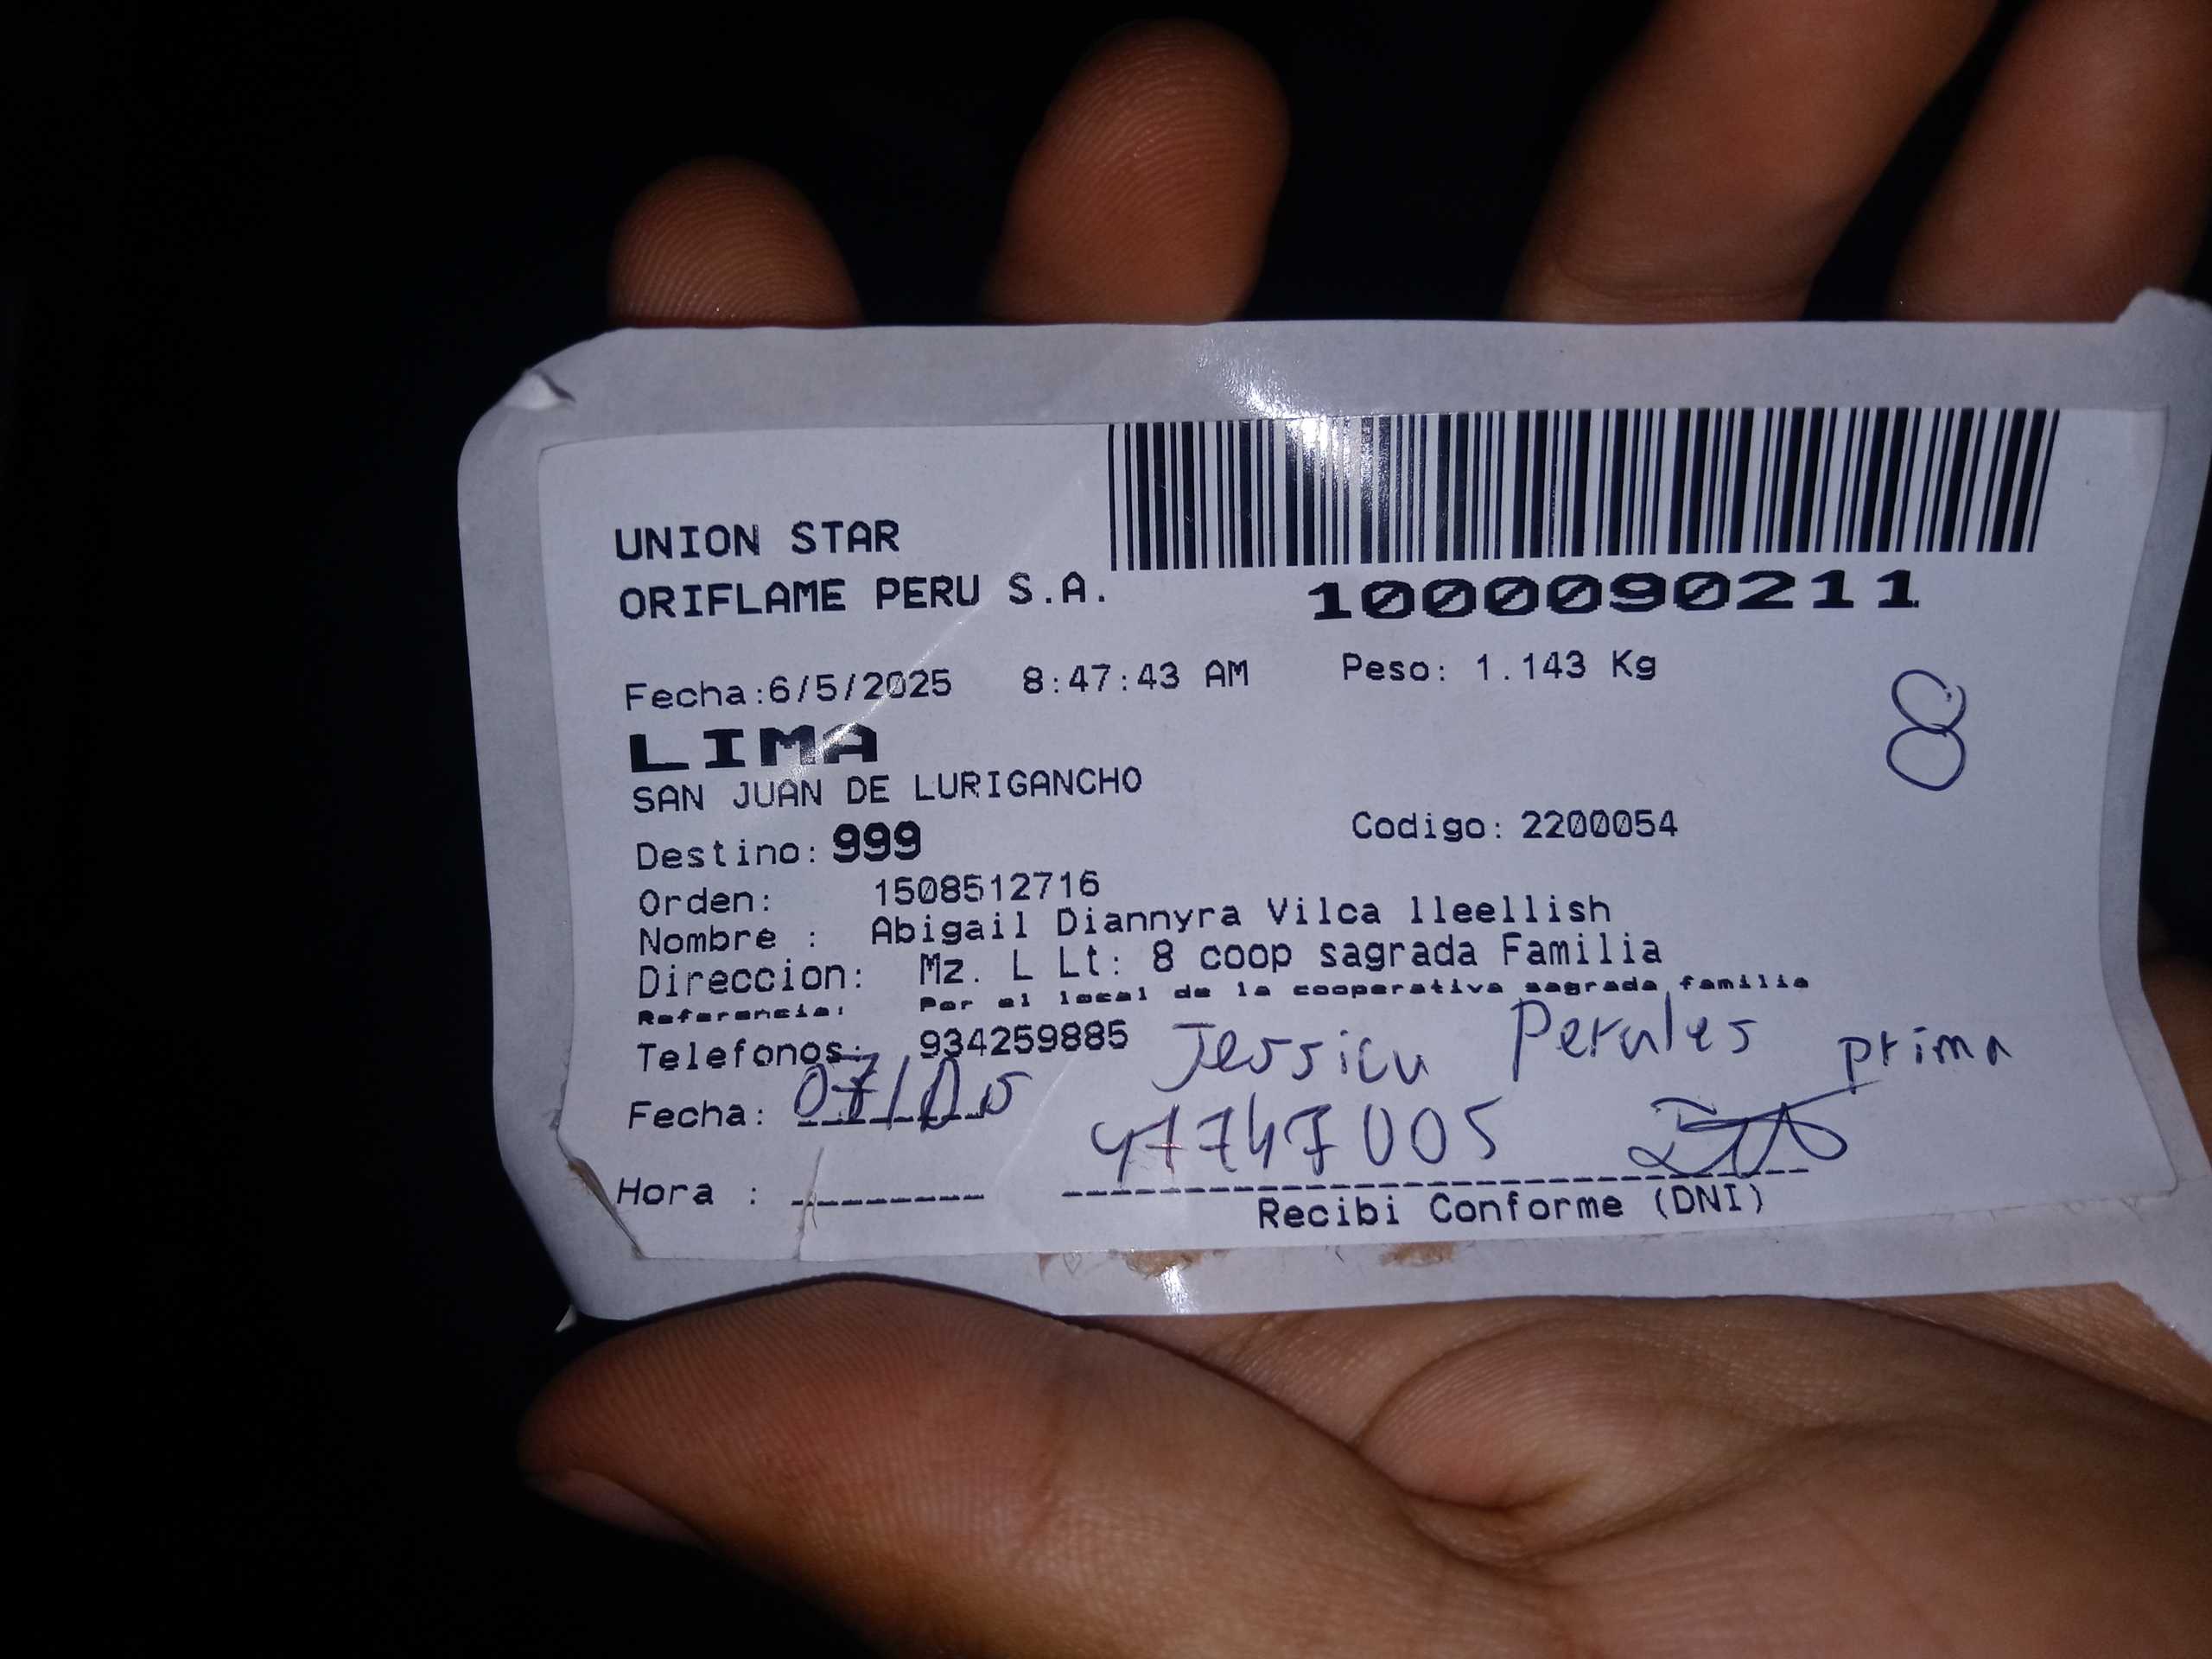 UNION STAR
ORIFLAME PERU S.A.
1000090211
Fecha:6/5/2025 8:47:43 AM Peso: 1.143 Kg
LIMA
8
SAN JUAN DE LURIGANCHO
Destino: 999 Codigo: 2200054
Orden: 1508512716
Nombre : Abigail Diannyra Vilca lleellish
Direccion: Mz. L Lt: 8 coop sagrada Familia
Referencia: Por el local de la cooperativa sagrada familia
Telefonos: 934259885 Jessica Perales prima
Fecha: 07/
47747005
Hora :
Recibi Conforme (DNI)